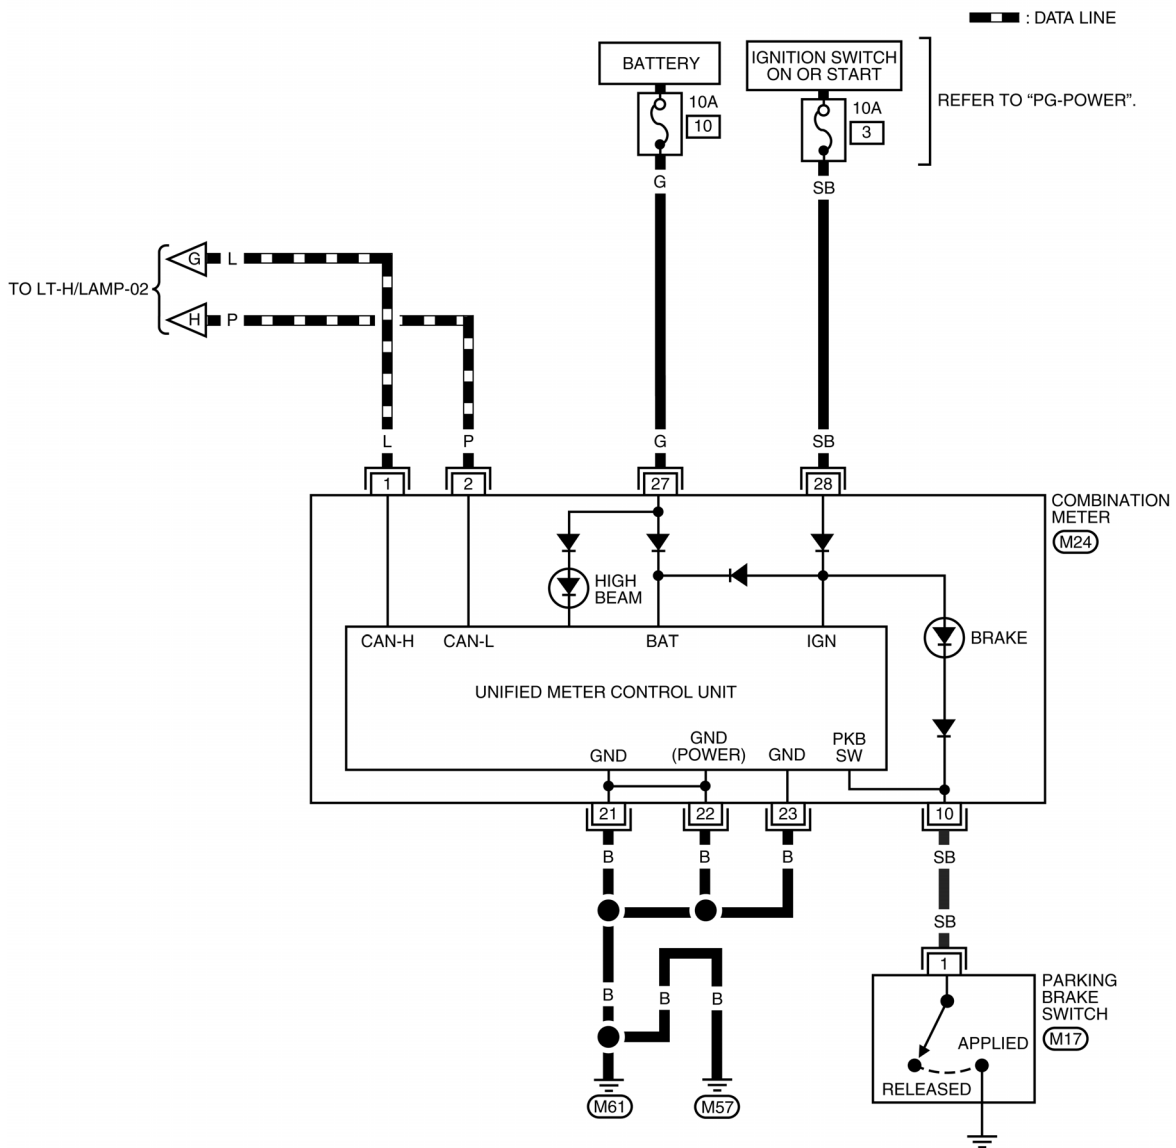 : DATA LINE
BATTERY
IGNITION SWITCH
ON OR START
10A
10
10A
3
REFER TO “PG-POWER”.
G
SB
TO LT-H/LAMP-02
G
L
H
P
L
P
G
SB
1
2
27
28
COMBINATION
METER
M24
HIGH
BEAM
BRAKE
CAN-H
CAN-L
BAT
IGN
UNIFIED METER CONTROL UNIT
GND
GND
(POWER)
GND
PKB
SW
21
22
23
10
B
B
B
SB
SB
B
B
B
1
PARKING
BRAKE
SWITCH
M17
APPLIED
RELEASED
M61
M57